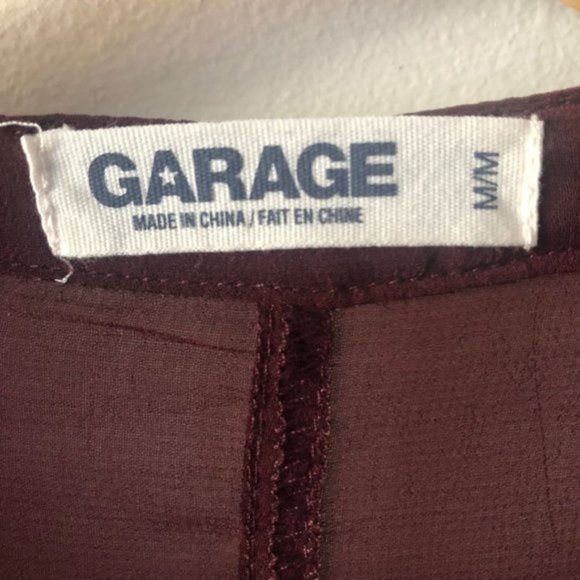 GARAGE
MADE IN CHINA / FAIT EN CHINE
M/M